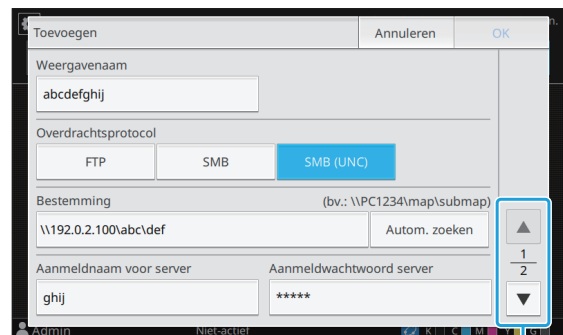 Toevoegen Annuleren OK
Weergavenaam
abcdefghij
Overdrachtsprotocol
FTP SMB SMB (UNC)
Bestemming (bv.: \\PC1234\map\submap)
\\192.0.2.100\abc\def Autom. zoeken
1
2
Aanmeldnaam voor server Aanmeldwachtwoord server
ghij *****
Admin Niet-actief K C M Y G